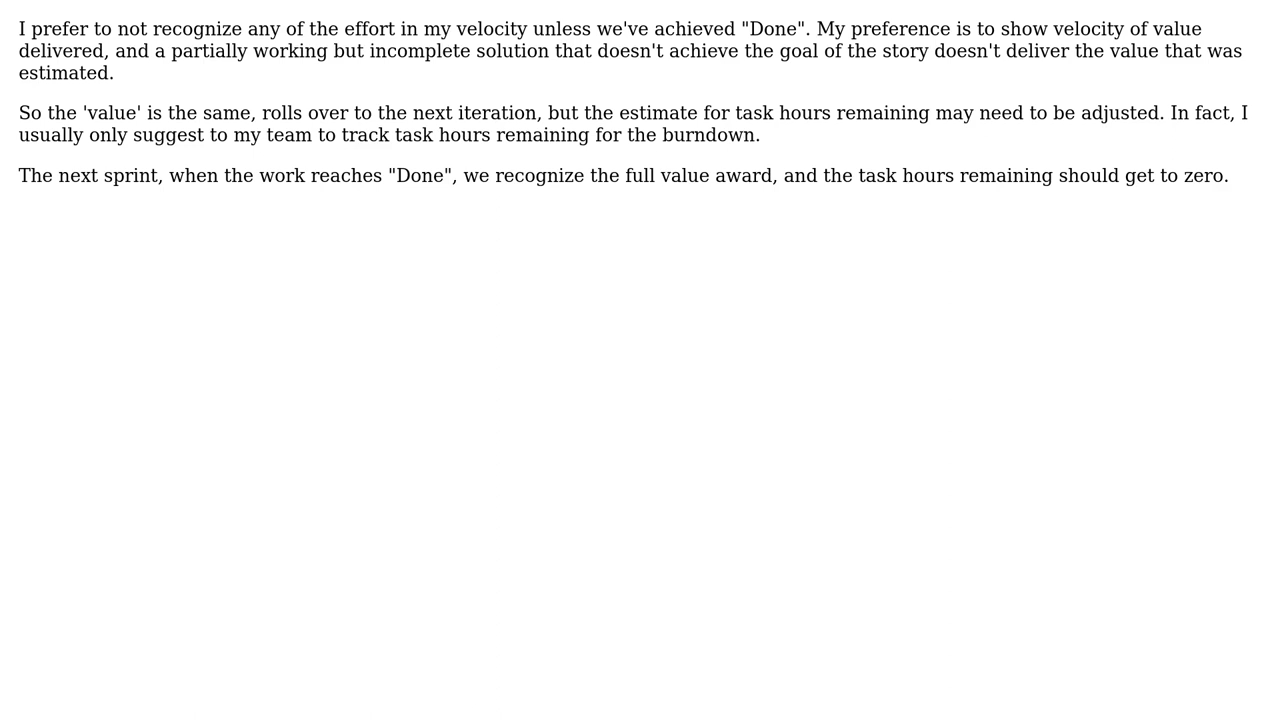 I prefer to not recognize any of the effort in my velocity unless we've achieved "Done". My preference is to show velocity of value
delivered, and a partially working but incomplete solution that doesn't achieve the goal of the story doesn't deliver the value that was
estimated.
So the 'value' is the same, rolls over to the next iteration, but the estimate for task hours remaining may need to be adjusted. In fact, I
usually only suggest to my team to track task hours remaining for the burndown.
The next sprint, when the work reaches "Done", we recognize the full value award, and the task hours remaining should get to zero.